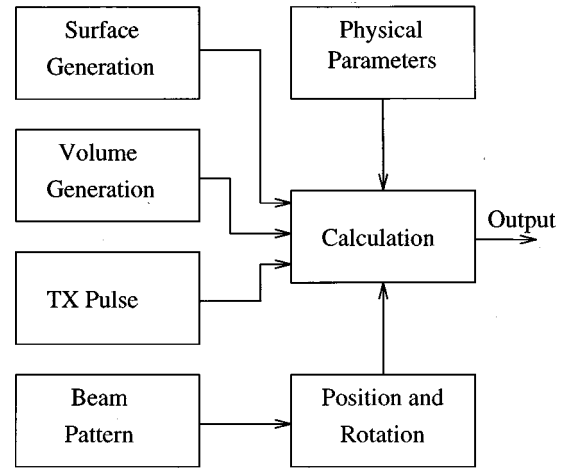 Surface
Generation
Physical
Parameters
Volume
Generation
Calculation
Output
TX Pulse
Beam
Pattern
Position and
Rotation